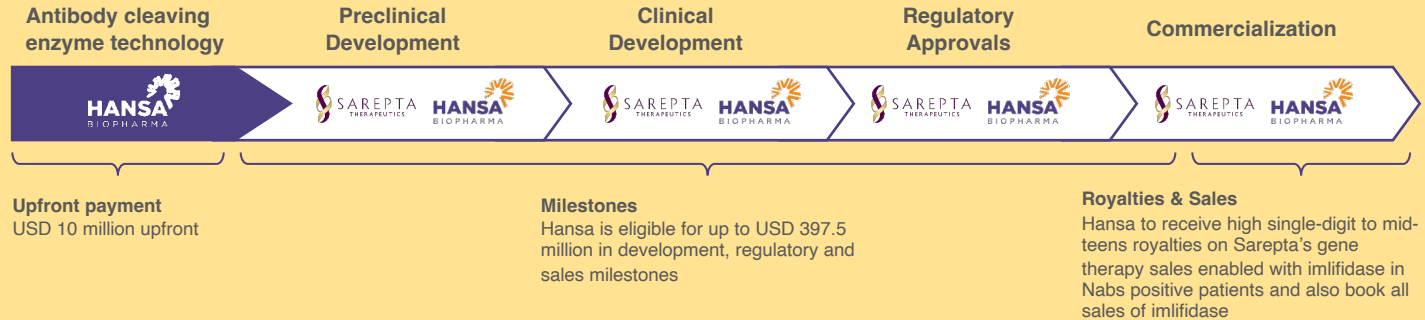 Antibody cleaving
enzyme technology
Preclinical
Development
Clinical
Development
Regulatory
Approvals
Commercialization
HANSA
BIOPHARMA
SAREPTA
THERAPEUTICS
HANSA
BIOPHARMA
SAREPTA
THERAPEUTICS
HANSA
BIOPHARMA
SAREPTA
THERAPEUTICS
HANSA
BIOPHARMA
SAREPTA
THERAPEUTICS
HANSA
BIOPHARMA
Upfront payment
USD 10 million upfront
Milestones
Hansa is eligible for up to USD 397.5
million in development, regulatory and
sales milestones
Royalties & Sales
Hansa to receive high single-digit to mid-
teens royalties on Sarepta’s gene
therapy sales enabled with imlifidase in
Nabs positive patients and also book all
sales of imlifidase